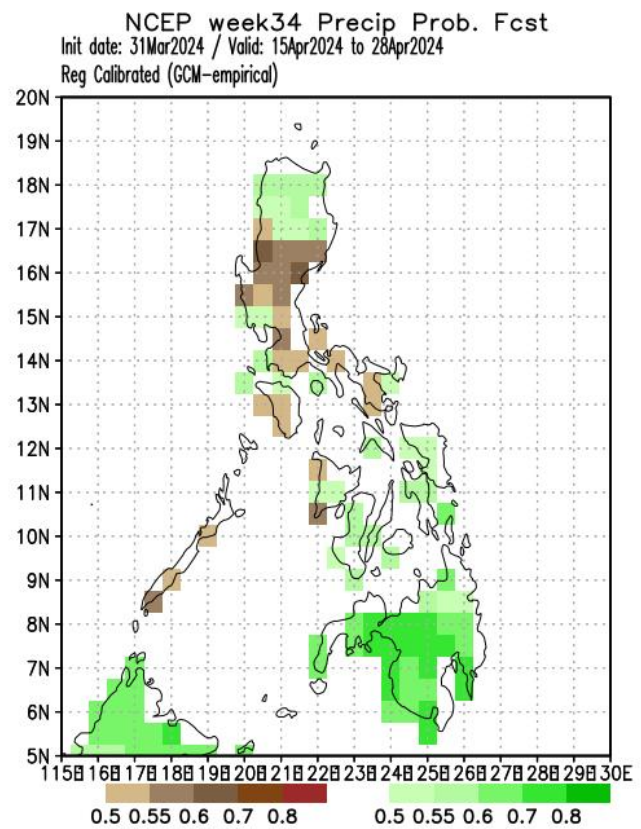 NCEP week34 Precip Prob. Fcst
Init date: 31Mar2024 / Valid: 15Apr2024 to 28Apr2024
Reg Calibrated (GCM-empirical)
20N
19N
18N
17N
16N
15N
14N
13N
12N
11N
10N
9N
8N
7N
6N
5N
115E 116E 117E 118E 119E 120E 121E 122E 123E 124E 125E 126E 127E 128E 129E 130E
0.5 0.55 0.6 0.7 0.8 0.5 0.55 0.6 0.7 0.8